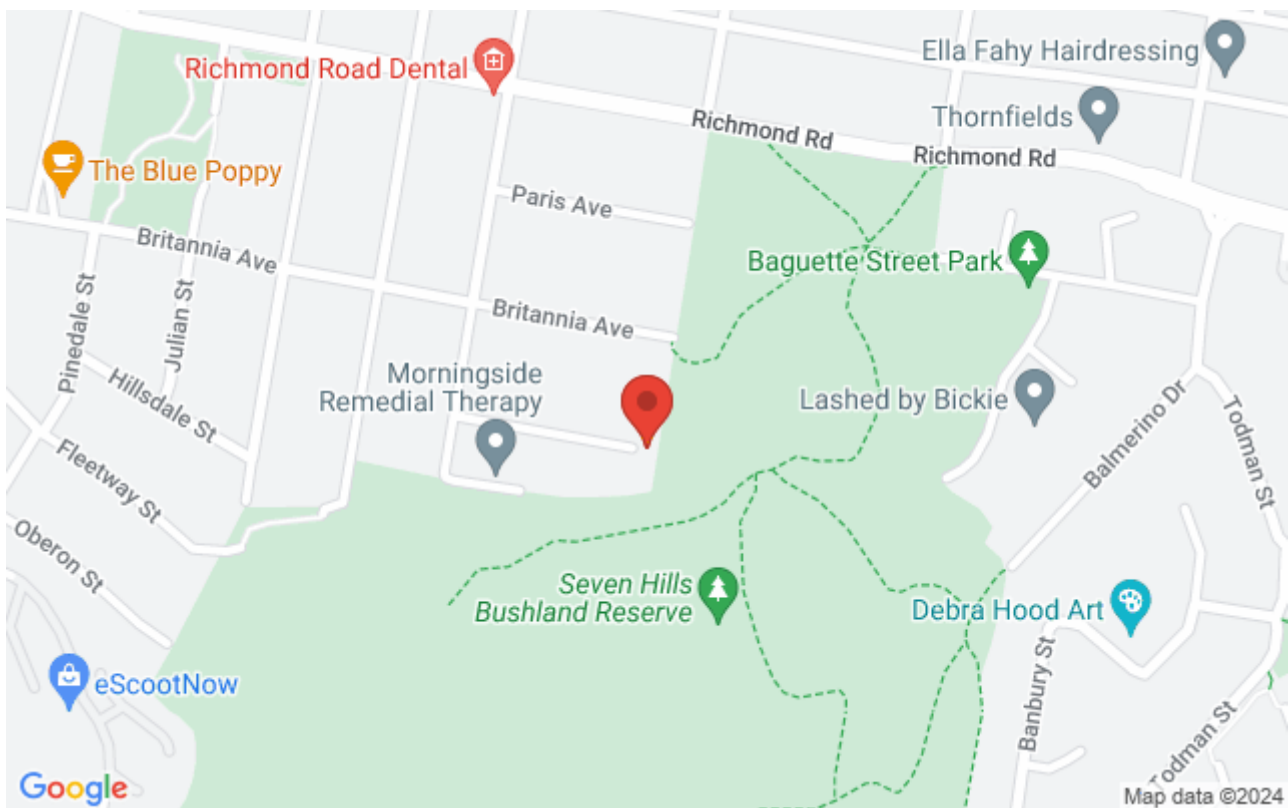 Ella Fahy Hairdressing
Richmond Road Dental
Thornfields
Richmond Rd
Richmond Rd
The Blue Poppy
Paris Ave
Britannia Ave
Baguette Street Park
Pinedale St
Julian St
Britannia Ave
Morningside
Remedial Therapy
Hillsdale St
Lashed by Bickie
Balmerino Dr
Todman St
Fleetway St
Oberon St
Seven Hills
Bushland Reserve
Debra Hood Art
eScootNow
Banbury St
Todman St
Google
Map data ©2024